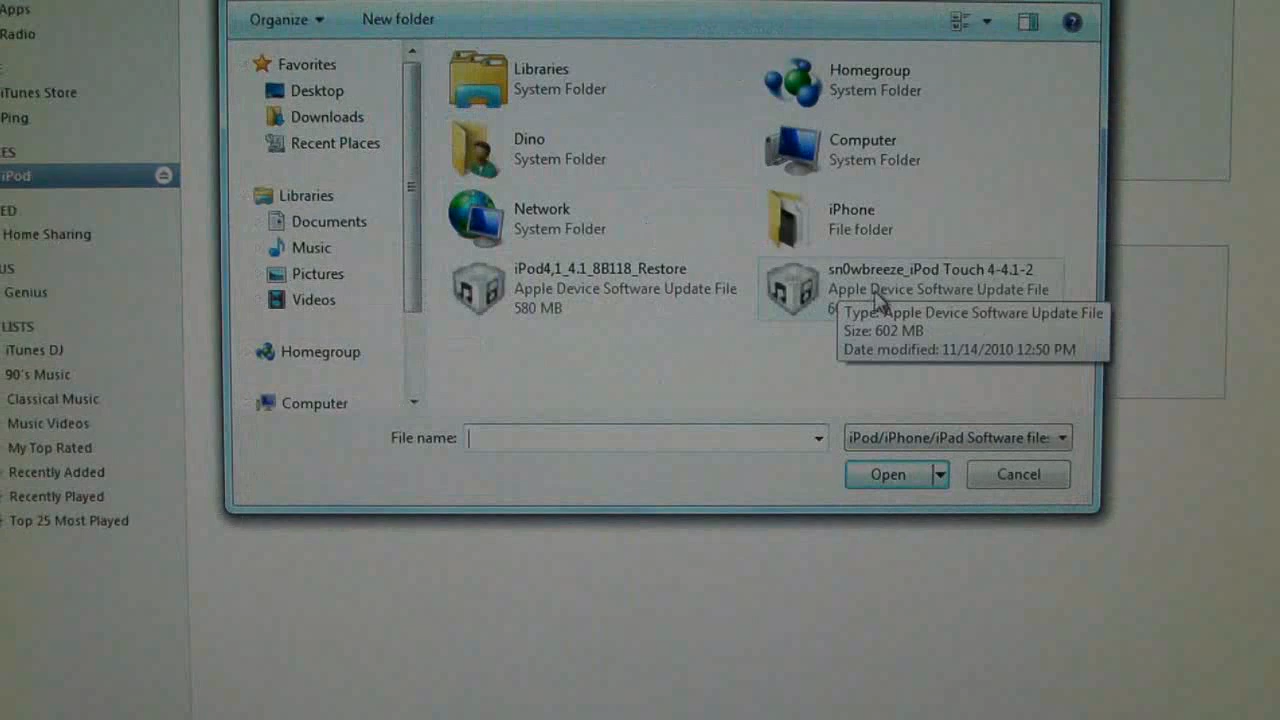 Apps
Radio
iTunes Store
Ping
ES
iPod
ED
Home Sharing
US
Genius
LISTS
iTunes DJ
90's Music
Classical Music
Music Videos
My Top Rated
Recently Added
Recently Played
Top 25 Most Played
Organize
New folder
Favorites
Desktop
Downloads
Recent Places
Libraries
Documents
Music
Pictures
Videos
Homegroup
Computer
Libraries
System Folder
Homegroup
System Folder
Dino
System Folder
Computer
System Folder
Network
System Folder
iPhone
File folder
iPod4,1_4.1_8B118_Restore
Apple Device Software Update File
580 MB
sn0wbreeze_iPod Touch 4-4.1-2
Apple Device Software Update File
Type: Apple Device Software Update File
Size: 602 MB
Date modified: 11/14/2010 12:50 PM
File name:
iPod/iPhone/iPad Software file:
Open
Cancel